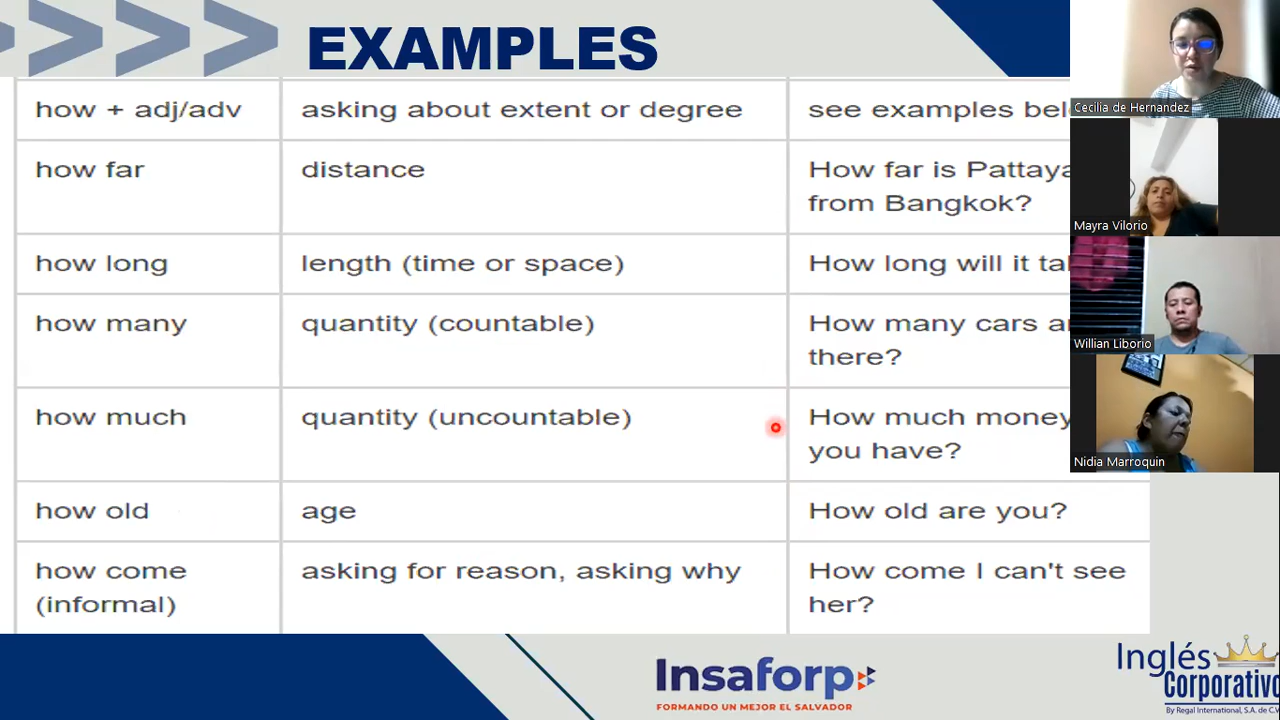 EXAMPLES
how + adj/adv
asking about extent or degree
see examples bel
how far
distance
How far is Pattaya
from Bangkok?
how long
length (time or space)
How long will it ta
how many
quantity (countable)
How many cars a
there?
how much
quantity (uncountable)
How much money
you have?
how old
age
How old are you?
how come
(informal)
asking for reason, asking why
How come I can't see
her?
Cecilia de Hernandez
Mayra Vilorio
Willian Liborio
Nidia Marroquin
Insaforp
FORMANDO UN MEJOR EL SALVADOR
Inglés
Corporativo
By Regal International, S.A. de C.V